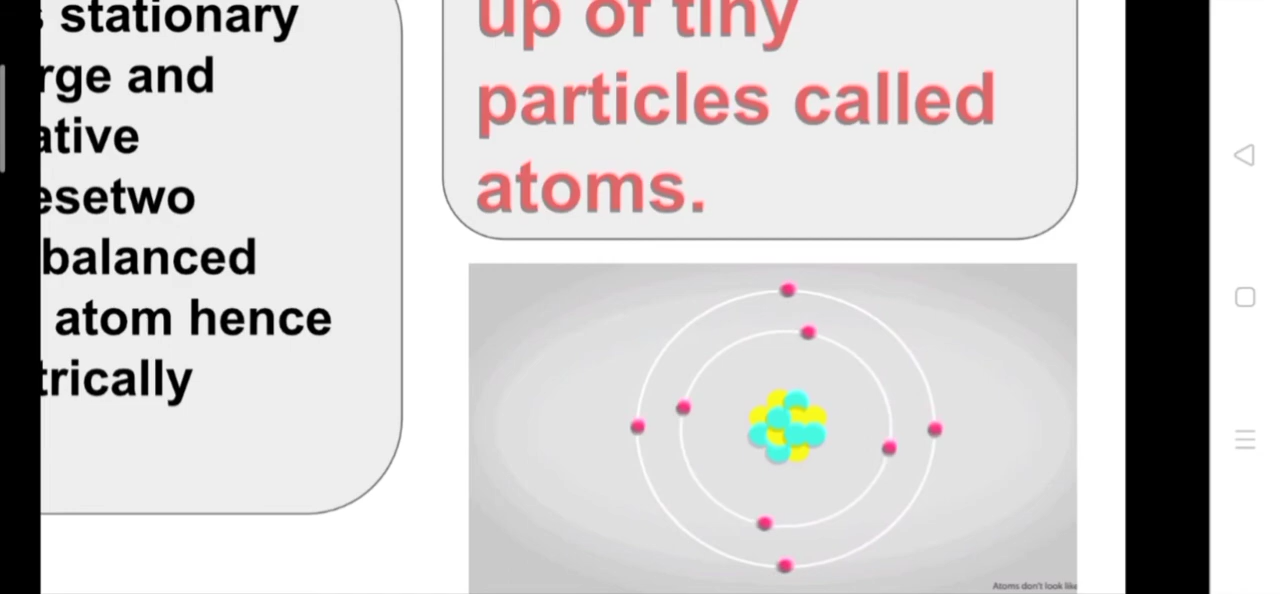 stationary
rge and
ative
esetwo
balanced
atom hence
trically
up of tiny
particles called
atoms.
Atoms don't look like